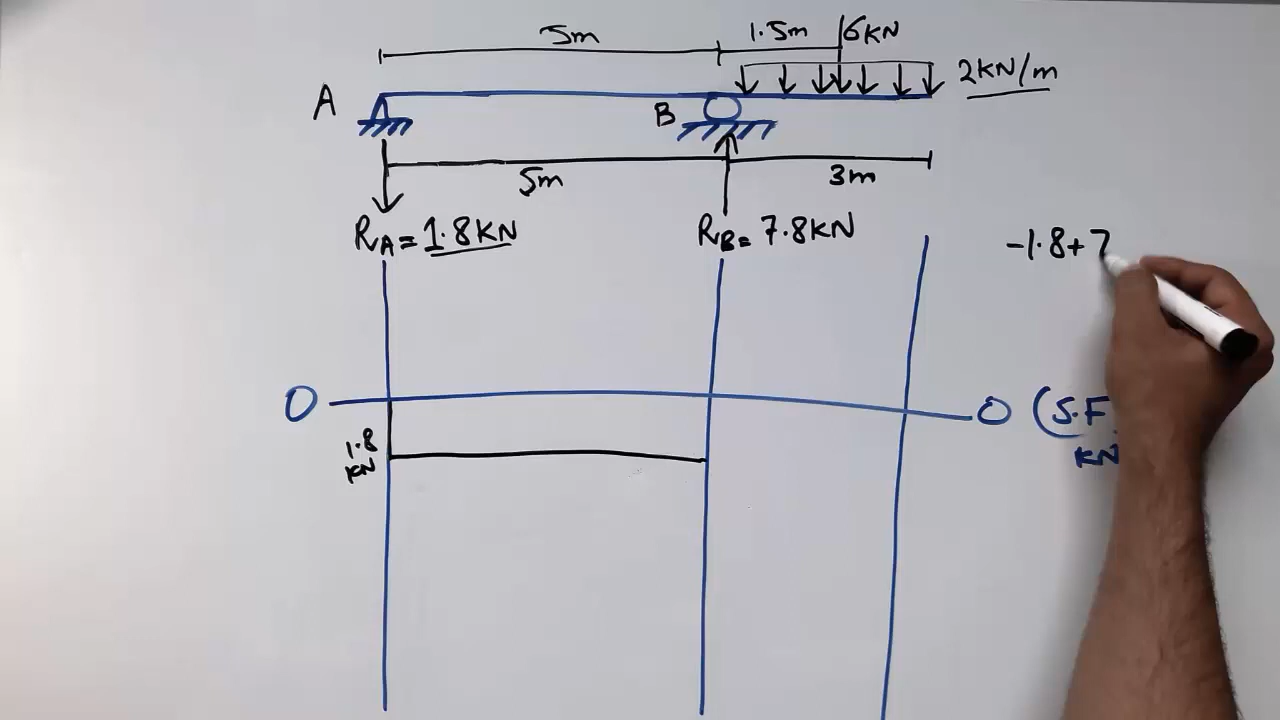 5m
1.5m
6KN
2KN/m
A
B
5m
3m
RA=1.8KN
RB=7.8KN
-1.8+7
0
0 (S.F
KN
1.8
KN